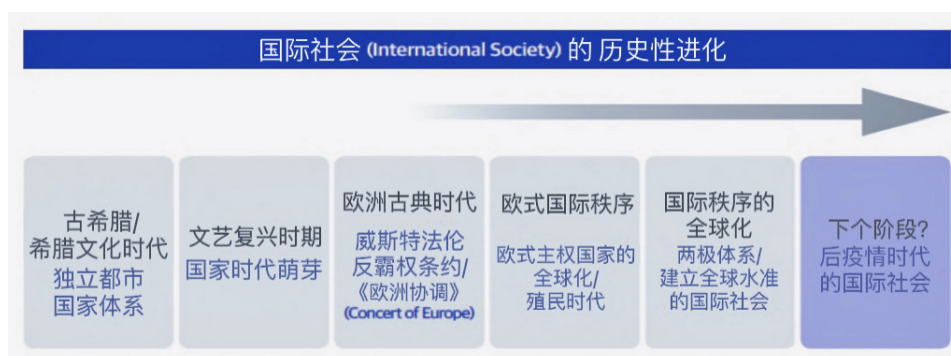 国际社会 (International Society) 的 历史性进化
古希腊/
希腊文化时代
独立都市
国家体系
文艺复兴时期
国家时代萌芽
欧洲古典时代
威斯特法伦
反霸权条约/
《欧洲协调》
(Concert of Europe)
欧式国际秩序
欧式主权国家的
全球化/
殖民时代
国际秩序的
全球化
两极体系/
建立全球水准
的国际社会
下个阶段?
后疫情时代
的国际社会